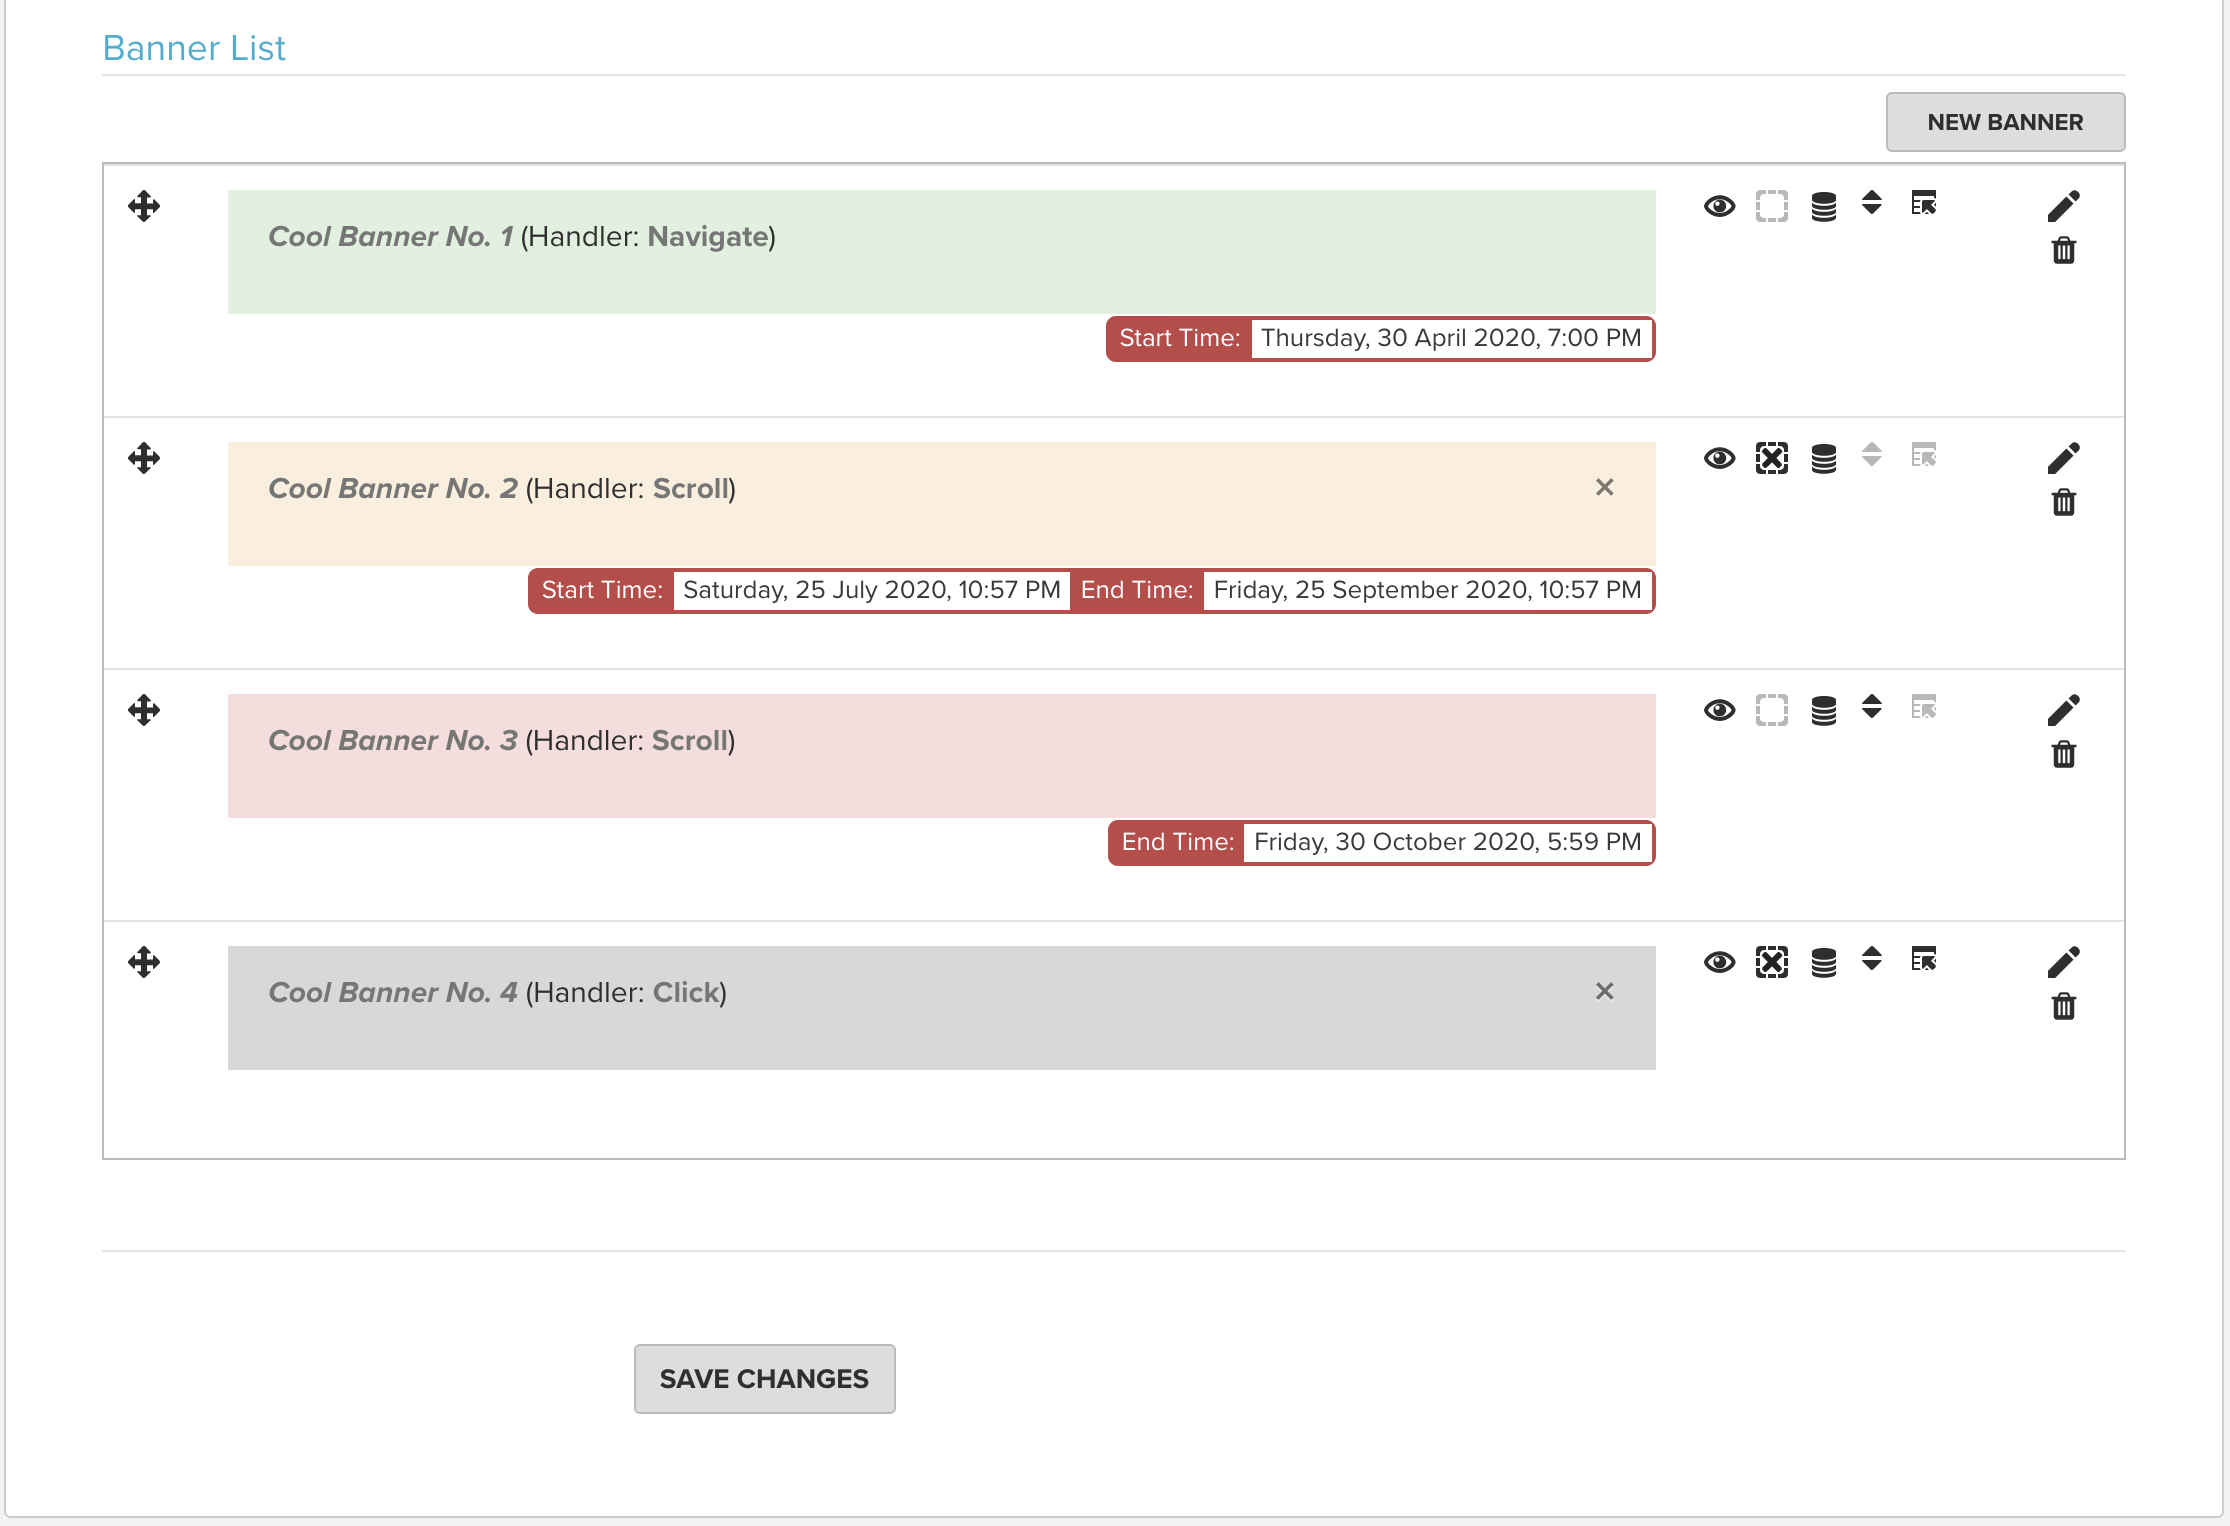 Banner List
NEW BANNER
Cool Banner No. 1 (Handler: Navigate)
Start Time: Thursday, 30 April 2020, 7:00 PM
Cool Banner No. 2 (Handler: Scroll)
Start Time: Saturday, 25 July 2020, 10:57 PM End Time: Friday, 25 September 2020, 10:57 PM
Cool Banner No. 3 (Handler: Scroll)
End Time: Friday, 30 October 2020, 5:59 PM
Cool Banner No. 4 (Handler: Click)
SAVE CHANGES